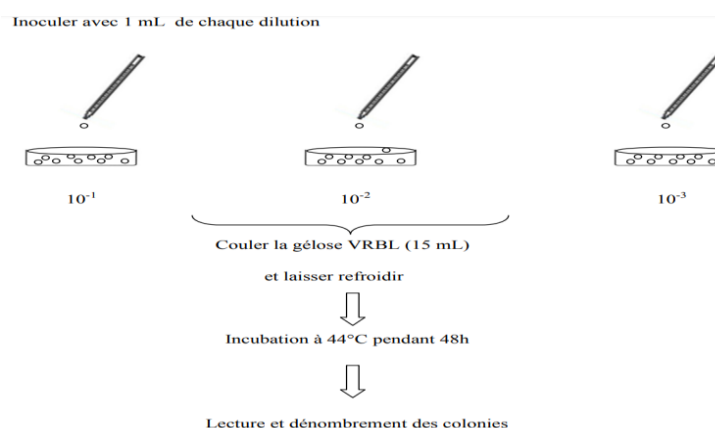 Inoculer avec 1 mL de chaque dilution
10⁻¹ 10⁻² 10⁻³
Couler la gélose VRBL (15 mL)
et laisser refroidir
Incubation à 44°C pendant 48h
Lecture et dénombrement des colonies